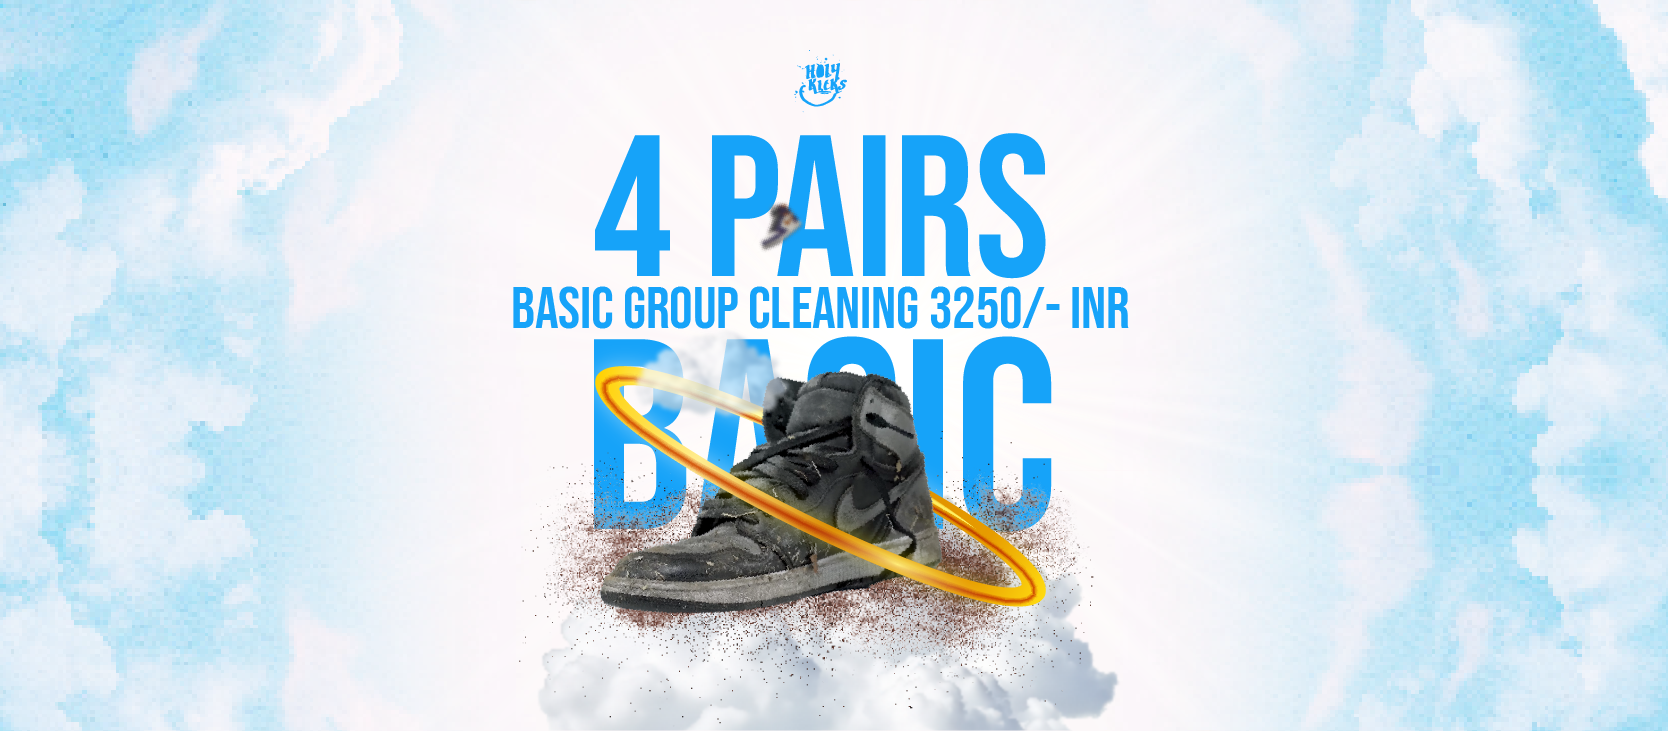 HOLY
KICKS
4 PAIRS
BASIC GROUP CLEANING 3250/- INR
BASIC